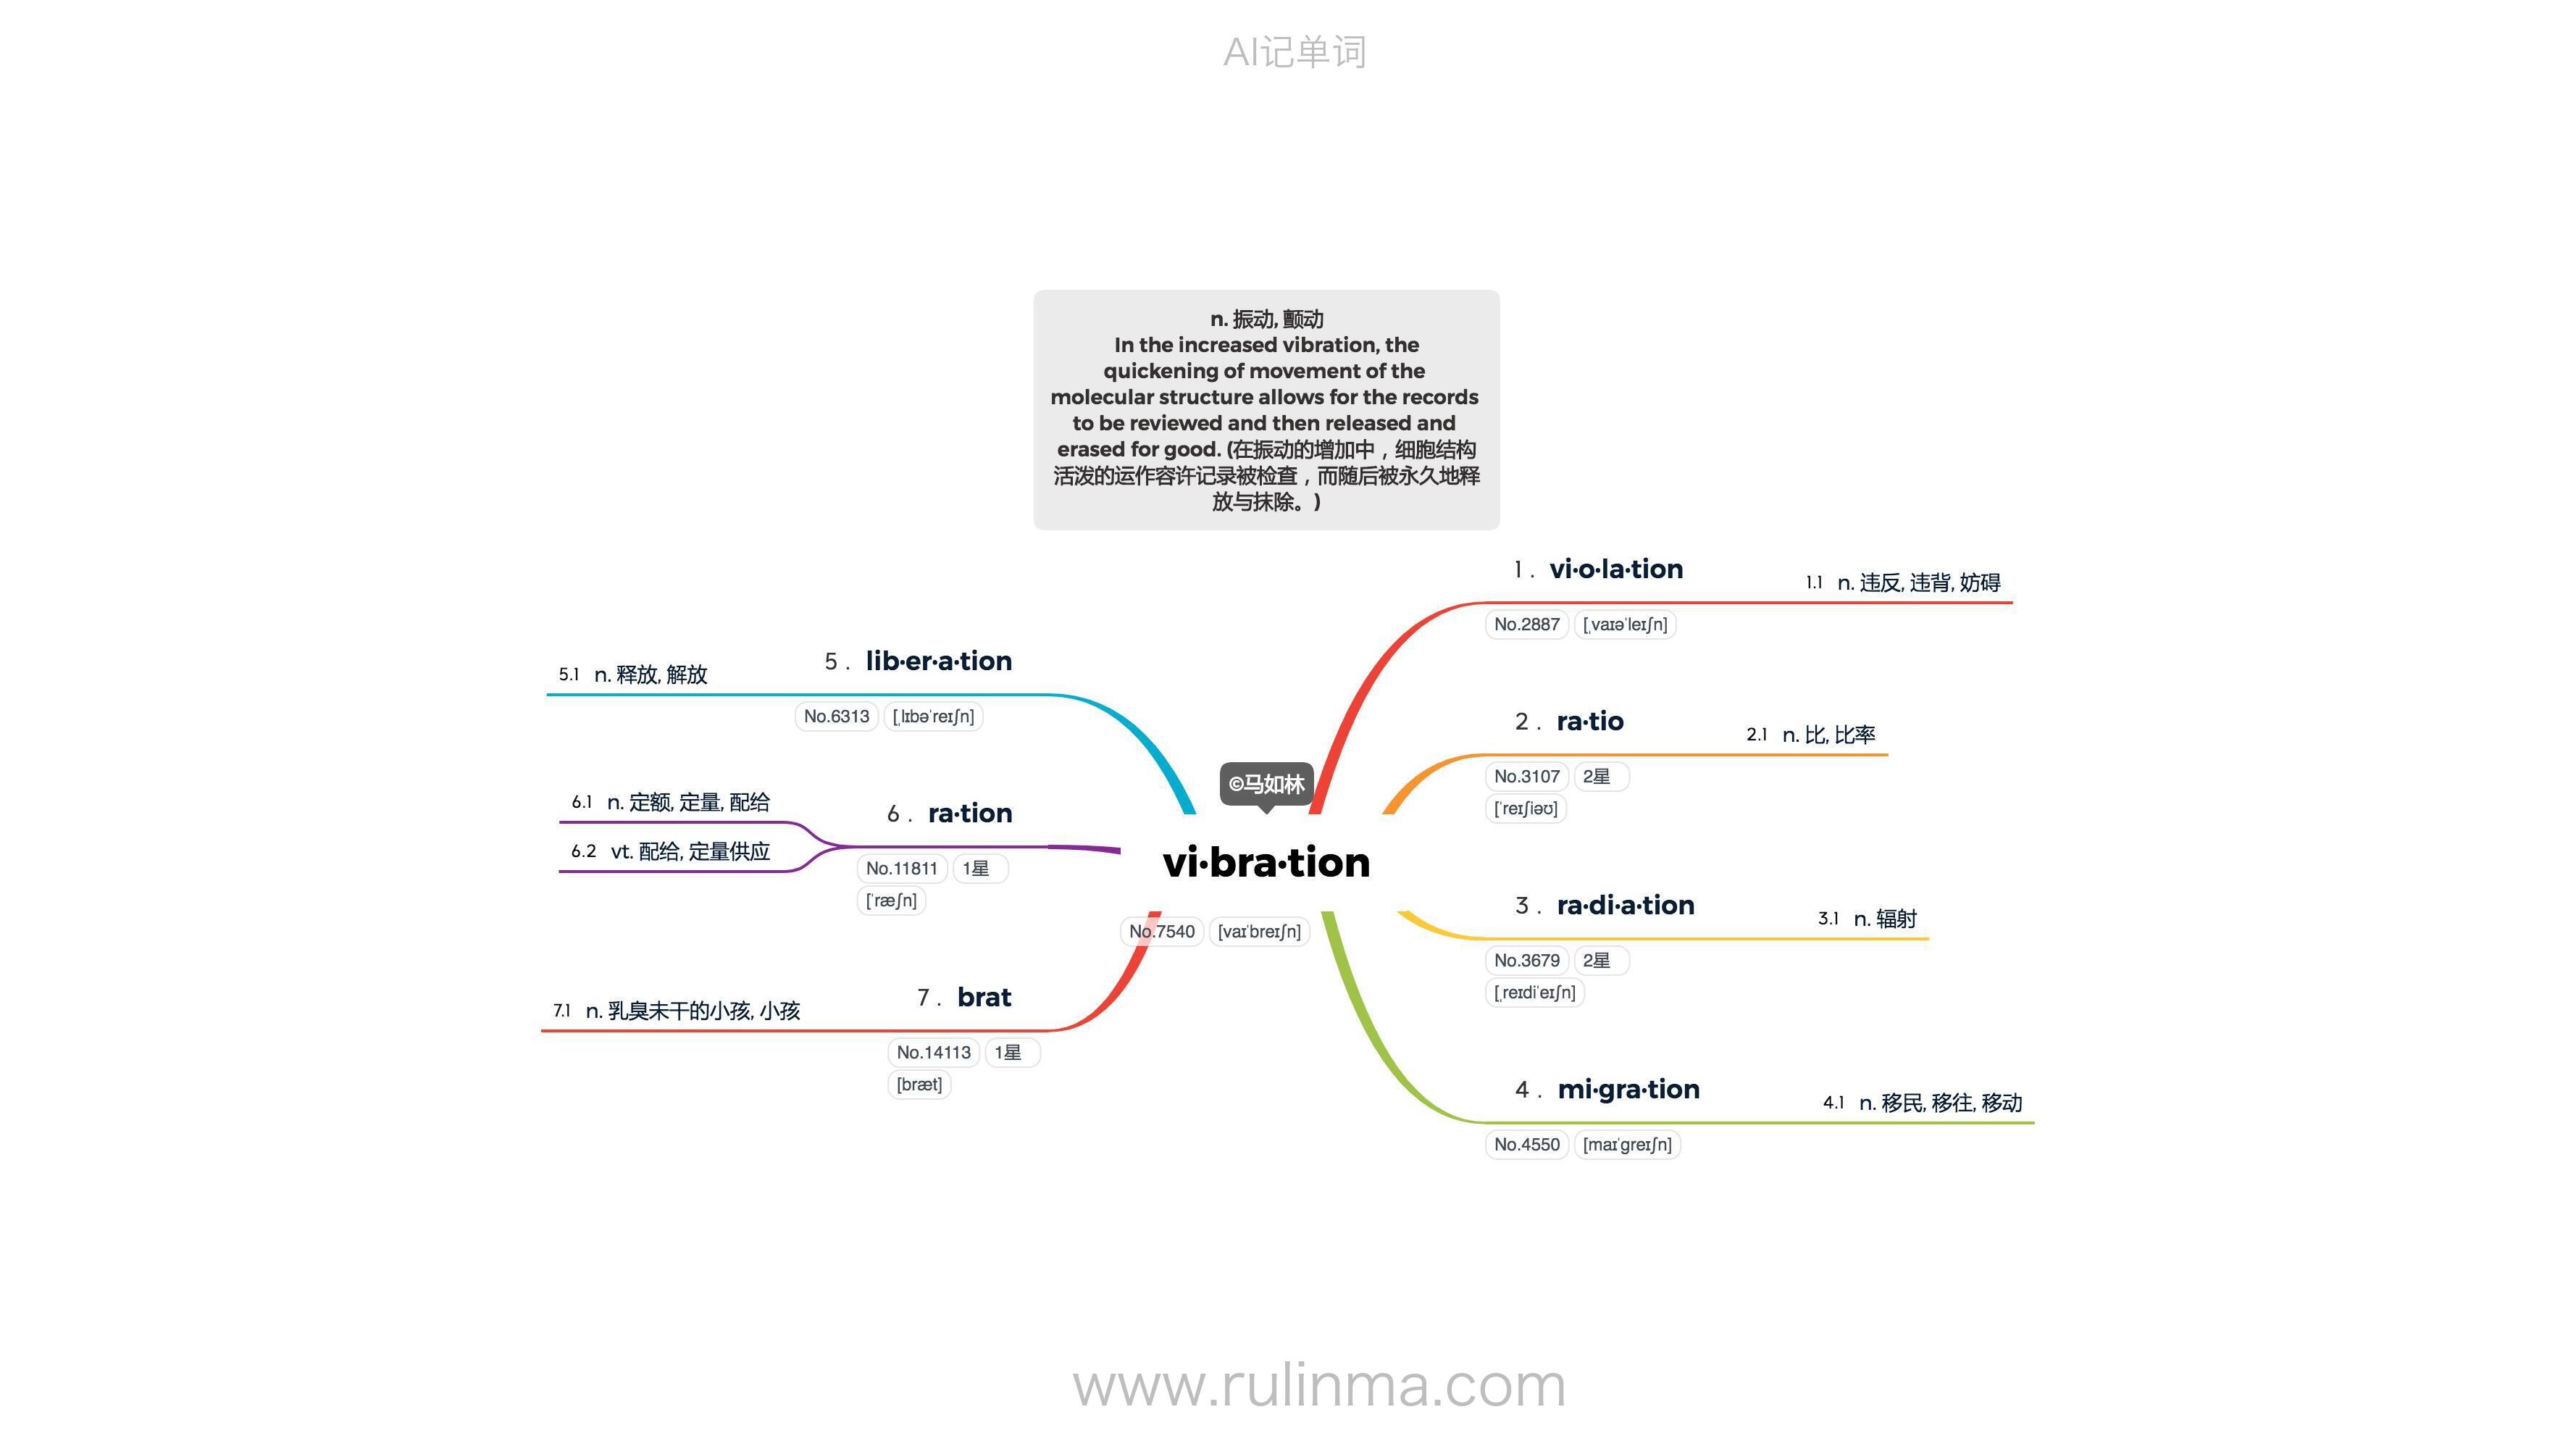 AI记单词
n. 振动, 颤动
In the increased vibration, the
quickening of movement of the
molecular structure allows for the records
to be reviewed and then released and
erased for good. (在振动的增加中，细胞结构
活泼的运作容许记录被检查，而随后被永久地释
放与抹除。)
©马如林
vi·bra·tion
No.7540 [vaɪˈbreɪʃn]
1 . vi·o·la·tion
No.2887 [ˌvaɪəˈleɪʃn]
1.1 n. 违反, 违背, 妨碍
2 . ra·tio
No.3107 2星
[ˈreɪʃiəʊ]
2.1 n. 比, 比率
3 . ra·di·a·tion
No.3679 2星
[ˌreɪdiˈeɪʃn]
3.1 n. 辐射
4 . mi·gra·tion
No.4550 [maɪˈɡreɪʃn]
4.1 n. 移民, 移往, 移动
5 . lib·er·a·tion
No.6313 [ˌlɪbəˈreɪʃn]
5.1 n. 释放, 解放
6 . ra·tion
No.11811 1星
[ˈræʃn]
6.1 n. 定额, 定量, 配给
6.2 vt. 配给, 定量供应
7 . brat
No.14113 1星
[bræt]
7.1 n. 乳臭未干的小孩, 小孩
www.rulinma.com